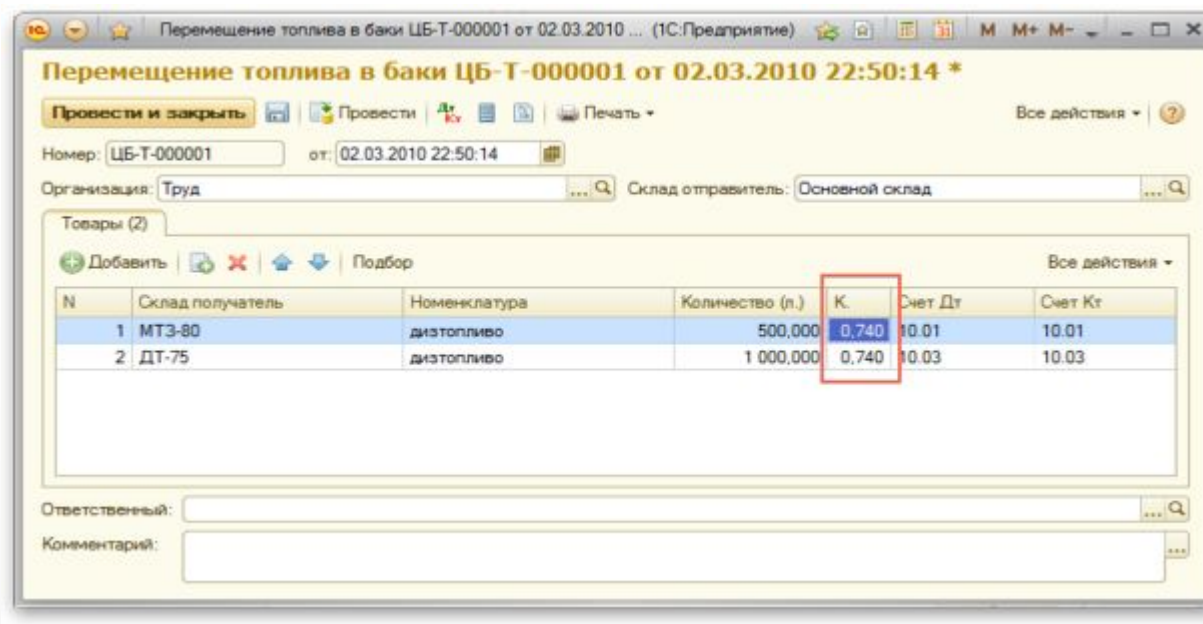 1С Перемещение топлива в баки ЦБ-Т-000001 от 02.03.2010 ... (1С:Предприятие) 31 M M+ M-
Перемещение топлива в баки ЦБ-Т-000001 от 02.03.2010 22:50:14 *
Провести и закрыть Провести Дт Кт Печать Все действия ?
Номер: ЦБ-Т-000001 от: 02.03.2010 22:50:14
Организация: Труд ... Склад отправитель: Основной склад ...
Товары (2)
Добавить Подбор Все действия
N Склад получатель Номенклатура Количество (л.) К. Счет Дт Счет Кт
1 МТЗ-80 дизтопливо 500,000 0,740 10.01 10.01
2 ДТ-75 дизтопливо 1 000,000 0,740 10.03 10.03
Ответственный: ...
Комментарий: ...